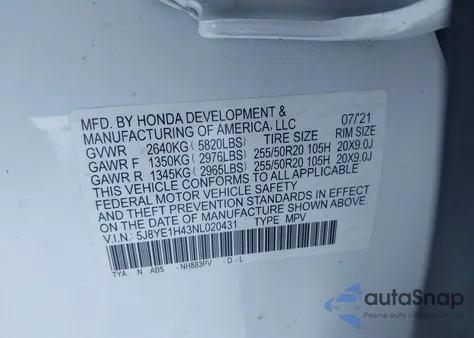 MFD. BY HONDA DEVELOPMENT & 07/21
MANUFACTURING OF AMERICA, LLC
GVWR 2640KG ( 5820LBS) TIRE SIZE RIM SIZE
GAWR F 1350KG ( 2976LBS) 255/50R20 105H 20X9.0J
GAWR R 1345KG ( 2965LBS) 255/50R20 105H 20X9.0J
THIS VEHICLE CONFORMS TO ALL APPLICABLE
FEDERAL MOTOR VEHICLE SAFETY, BUMPER,
AND THEFT PREVENTION STANDARDS IN EFFECT
ON THE DATE OF MANUFACTURE SHOWN ABOVE.
V.I.N.: 5J8YE1H43NL020431 TYPE: MPV
TYA N AB5 -NH883PV -D-L
autoSnap
Pewne auto z